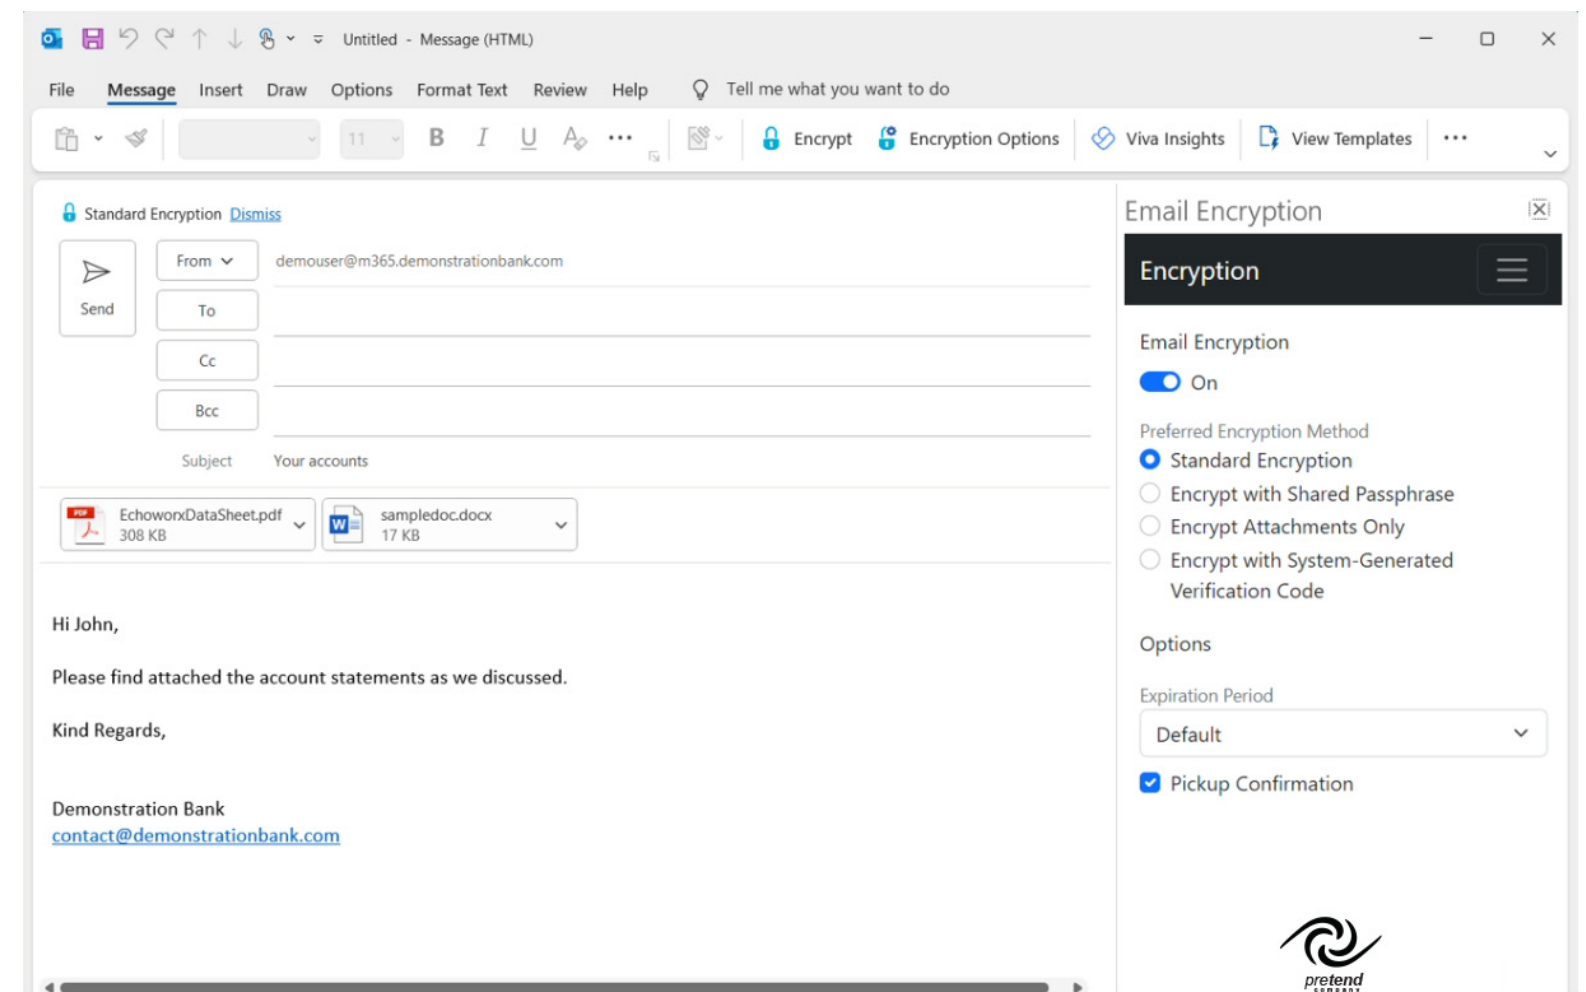 Untitled - Message (HTML)
File Message Insert Draw Options Format Text Review Help Tell me what you want to do
11 B I U A ... Encrypt Encryption Options Viva Insights View Templates ...
Standard Encryption Dismiss
Send
From demouser@m365.demonstrationbank.com
To
Cc
Bcc
Subject Your accounts
PDF EchoworxDataSheet.pdf
308 KB
W sampledoc.docx
17 KB
Hi John,
Please find attached the account statements as we discussed.
Kind Regards,
Demonstration Bank
contact@demonstrationbank.com
Email Encryption
Encryption
Email Encryption
On
Preferred Encryption Method
Standard Encryption
Encrypt with Shared Passphrase
Encrypt Attachments Only
Encrypt with System-Generated
Verification Code
Options
Expiration Period
Default
Pickup Confirmation
pretend
company